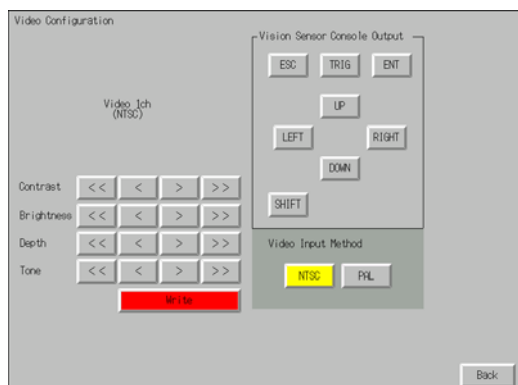 Video Configuration
Vision Sensor Console Output
ESC TRIG ENT
UP
LEFT RIGHT
DOWN
SHIFT
Video 1ch
(NTSC)
Contrast << < > >>
Brightness << < > >>
Depth << < > >>
Tone << < > >>
Write
Video Input Method
NTSC PAL
Back